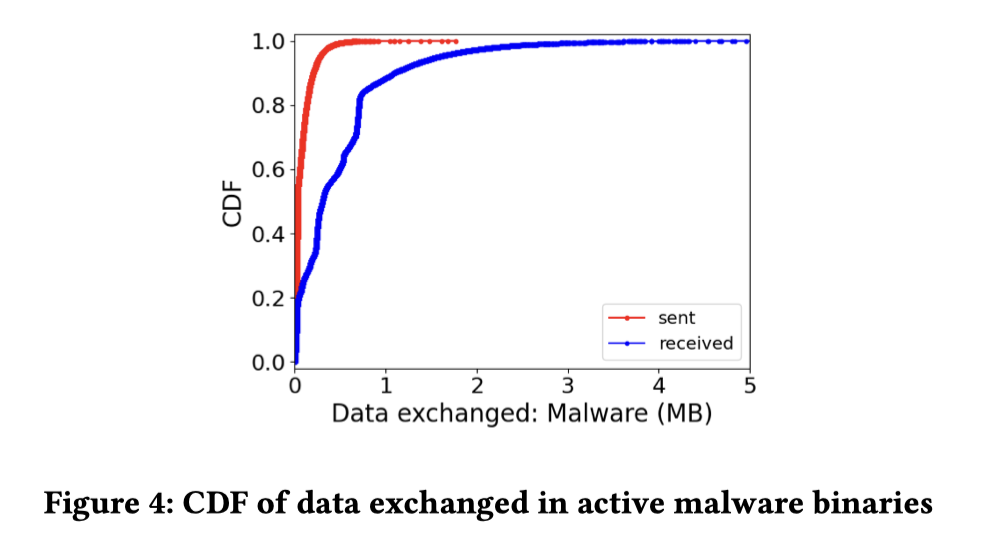 1.0
0.8
0.6
0.4
0.2
0.0
CDF
sent
received
0 1 2 3 4 5
Data exchanged: Malware (MB)
Figure 4: CDF of data exchanged in active malware binaries